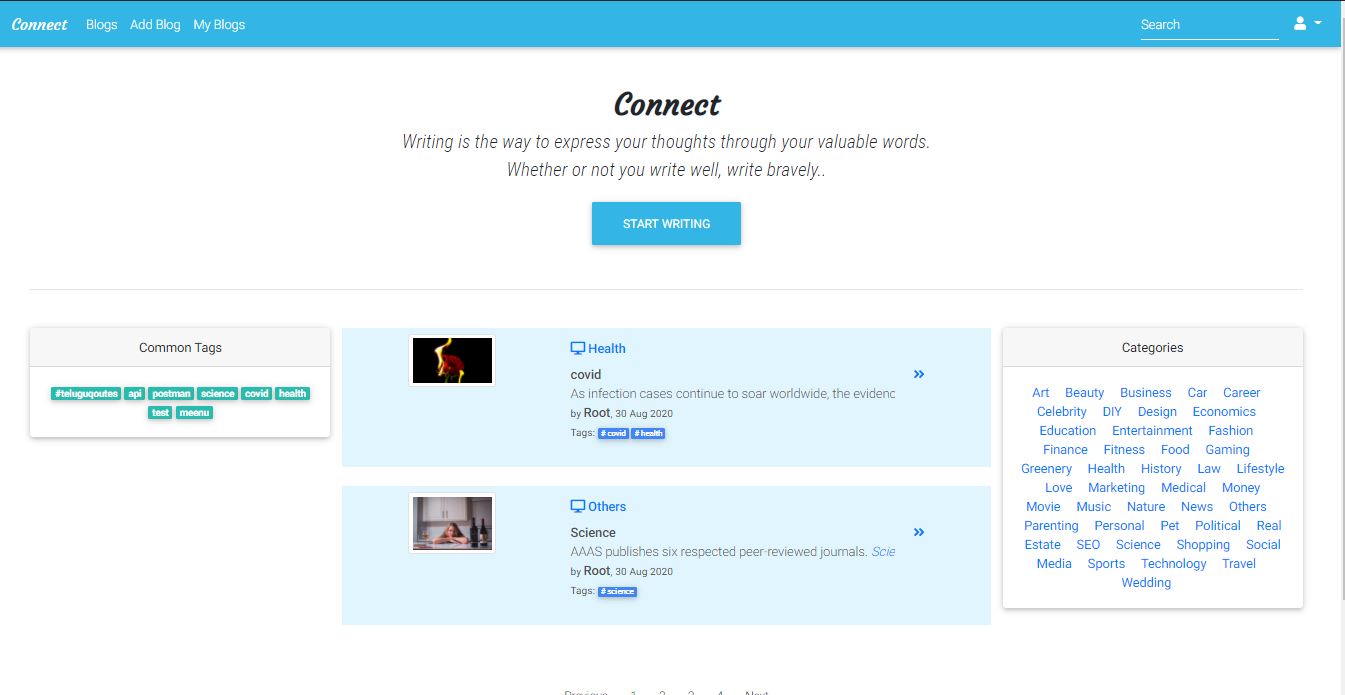 Connect Blogs Add Blog My Blogs Search
Connect
Writing is the way to express your thoughts through your valuable words.
Whether or not you write well, write bravely..
START WRITING
Common Tags
#teluguqoutes api postman science covid health
test meenu
Health
covid
As infection cases continue to soar worldwide, the evidenc
by Root, 30 Aug 2020
Tags: # covid # health
Others
Science
AAAS publishes six respected peer-reviewed journals. Scie
by Root, 30 Aug 2020
Tags: # science
Categories
Art Beauty Business Car Career
Celebrity DIY Design Economics
Education Entertainment Fashion
Finance Fitness Food Gaming
Greenery Health History Law Lifestyle
Love Marketing Medical Money
Movie Music Nature News Others
Parenting Personal Pet Political Real
Estate SEO Science Shopping Social
Media Sports Technology Travel
Wedding
Previous 1 2 3 4 Next